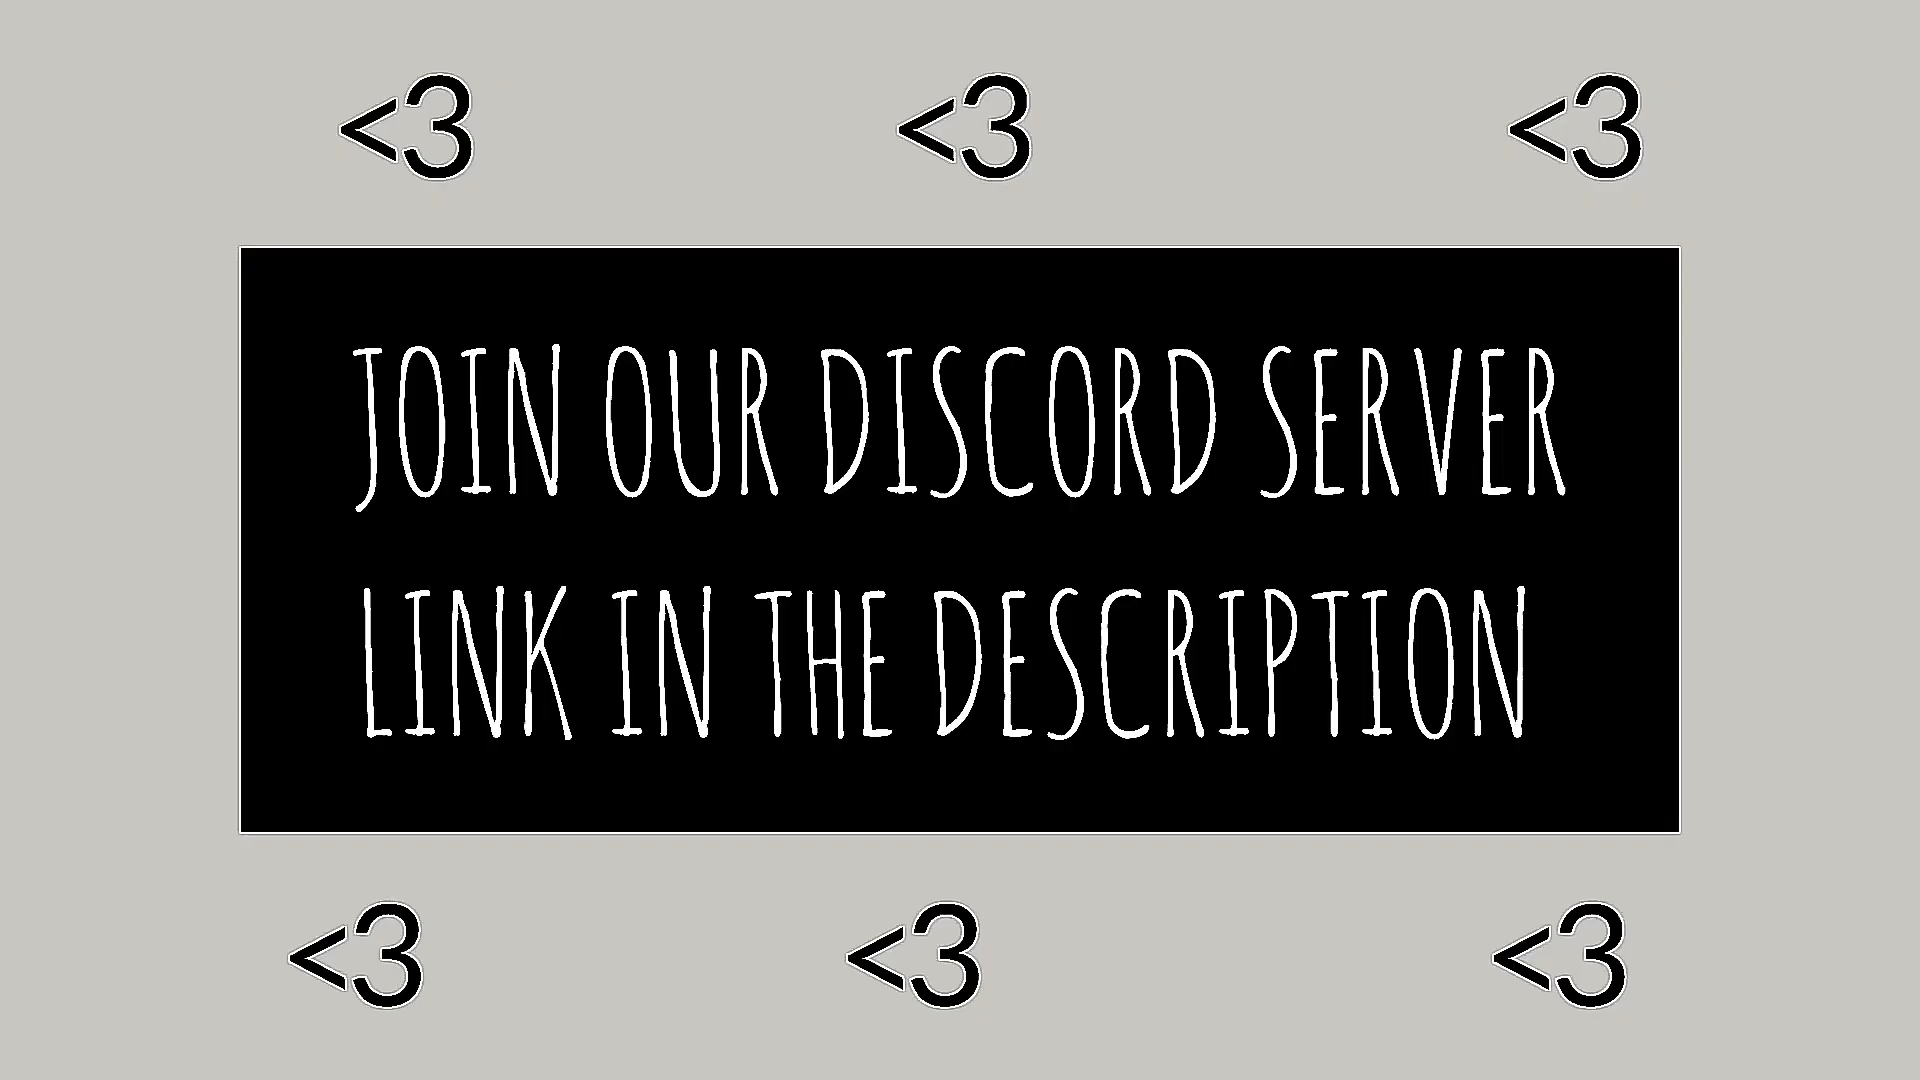 <3 <3 <3
JOIN OUR DISCORD SERVER
LINK IN THE DESCRIPTION
<3 <3 <3